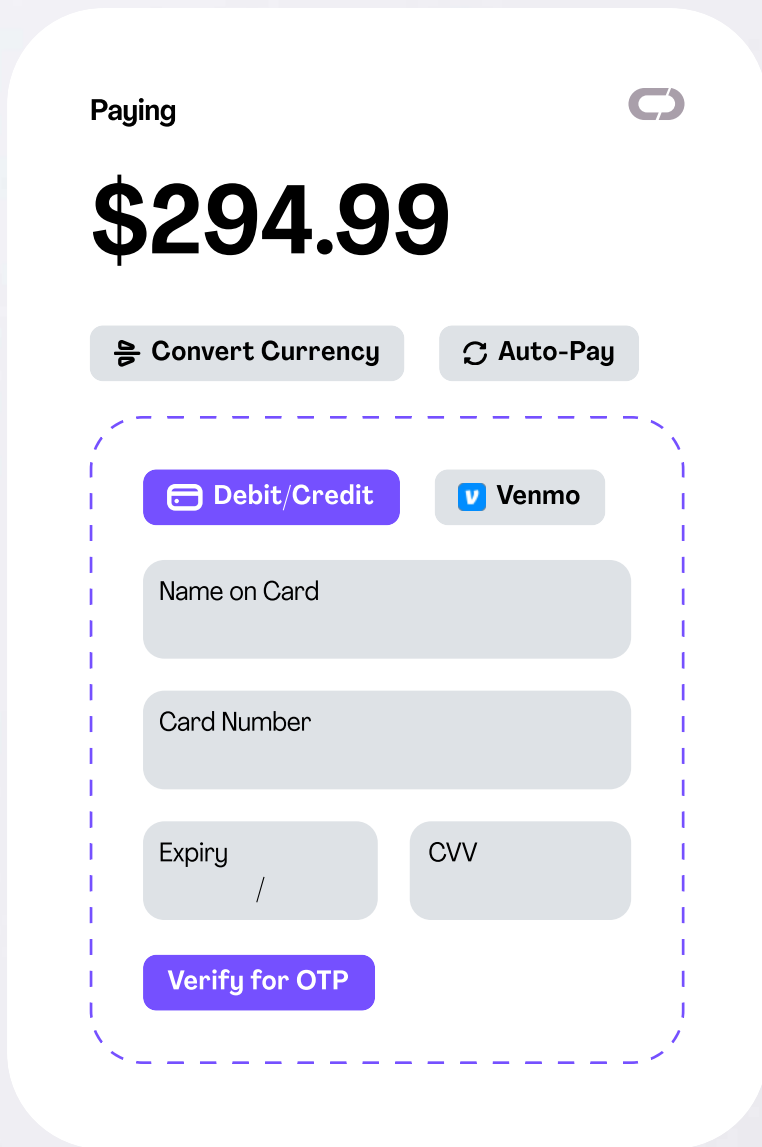 Paying
$294.99
Convert Currency Auto-Pay
Debit/Credit Venmo
Name on Card
Card Number
Expiry CVV
/
Verify for OTP